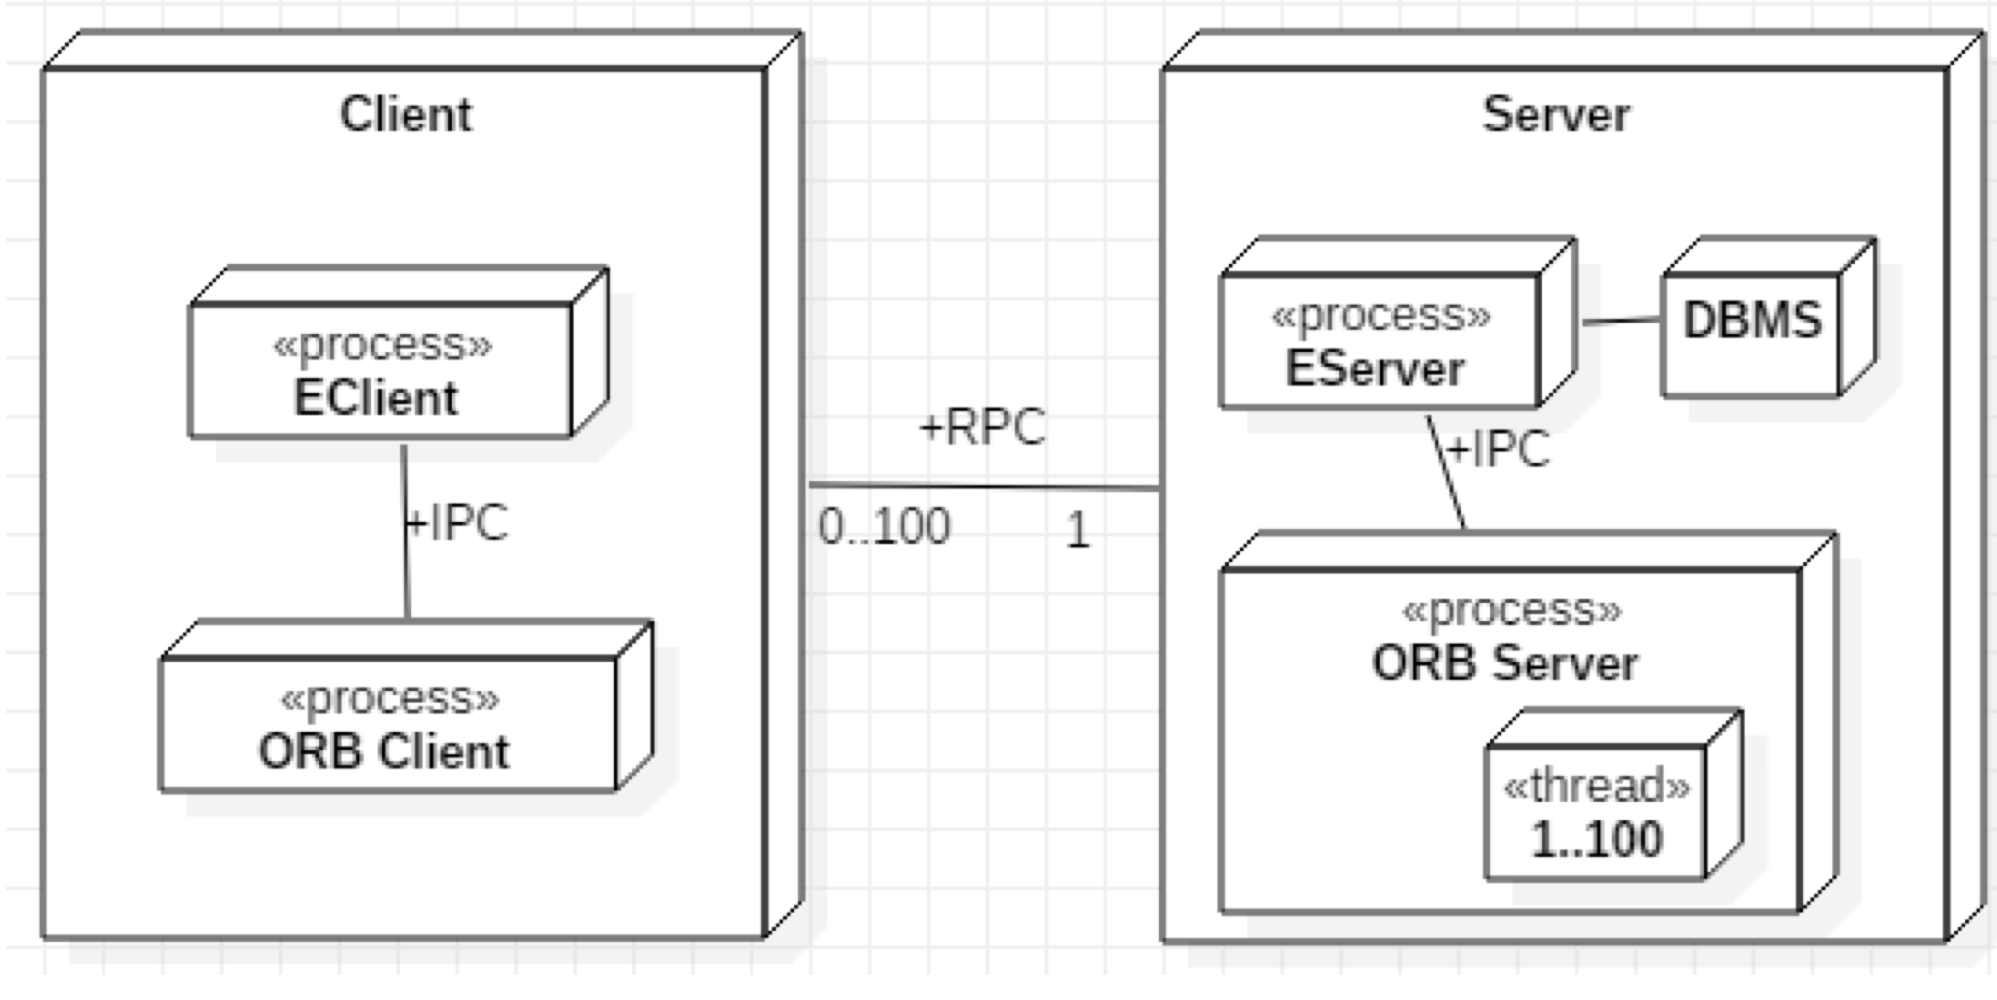 Client
«process»
EClient
+IPC
«process»
ORB Client
+RPC
0..100
1
Server
«process»
EServer
DBMS
+IPC
«process»
ORB Server
«thread»
1..100